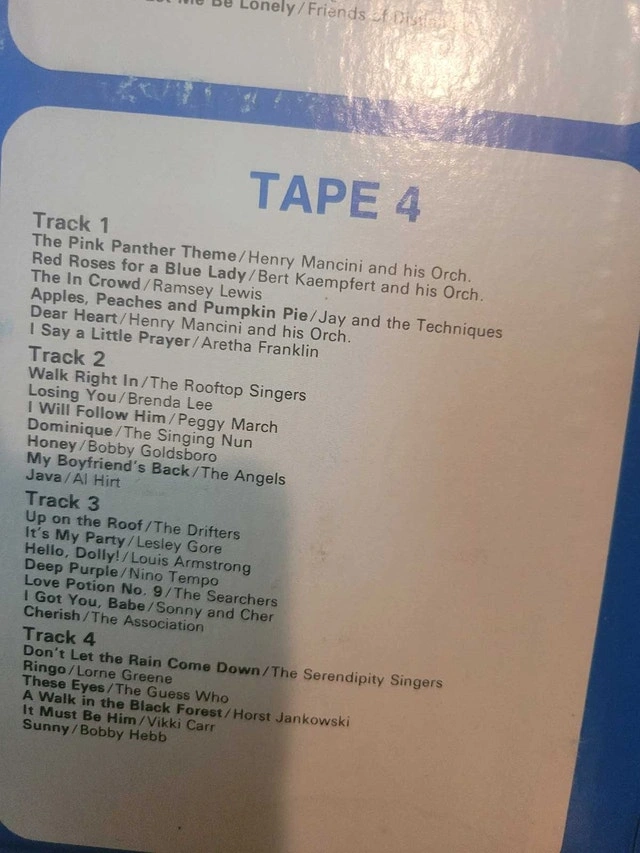 Me Be Lonely/Friends of
TAPE 4
Track 1
The Pink Panther Theme/Henry Mancini and his Orch.
Red Roses for a Blue Lady/Bert Kaempfert and his Orch.
The In Crowd/Ramsey Lewis
Apples, Peaches and Pumpkin Pie/Jay and the Techniques
Dear Heart/Henry Mancini and his Orch.
I Say a Little Prayer/Aretha Franklin
Track 2
Walk Right In/The Rooftop Singers
Losing You/Brenda Lee
I Will Follow Him/Peggy March
Dominique/The Singing Nun
Honey/Bobby Goldsboro
My Boyfriend's Back/The Angels
Java/Al Hirt
Track 3
Up on the Roof/The Drifters
It's My Party/Lesley Gore
Hello, Dolly!/Louis Armstrong
Deep Purple/Nino Tempo
Love Potion No. 9/The Searchers
I Got You, Babe/Sonny and Cher
Cherish/The Association
Track 4
Don't Let the Rain Come Down/The Serendipity Singers
Ringo/Lorne Greene
These Eyes/The Guess Who
A Walk in the Black Forest/Horst Jankowski
It Must Be Him/Vikki Carr
Sunny/Bobby Hebb